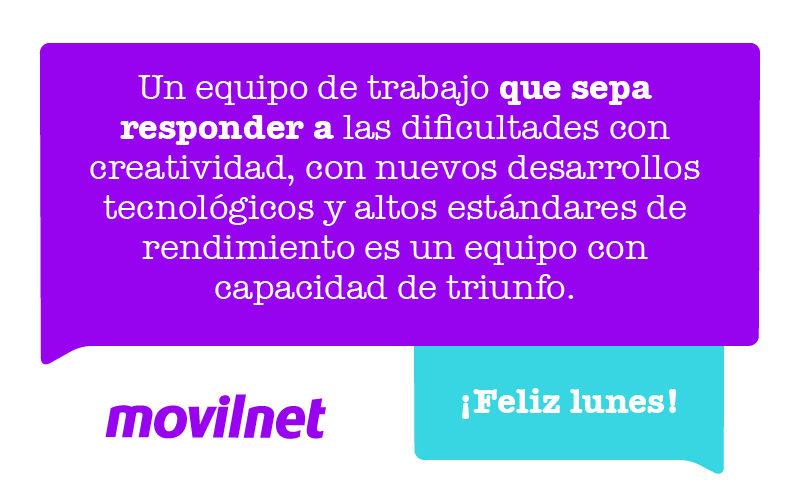 Un equipo de trabajo que sepa
responder a las dificultades con
creatividad, con nuevos desarrollos
tecnológicos y altos estándares de
rendimiento es un equipo con
capacidad de triunfo.
movilnet
¡Feliz lunes!